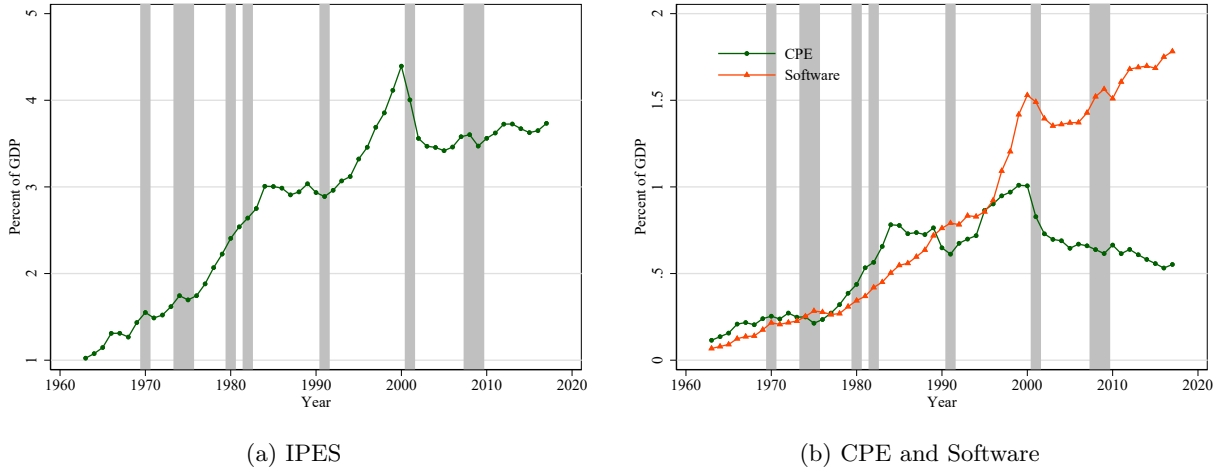 5
4
3
2
1
Percent of GDP
1960 1970 1980 1990 2000 2010 2020
Year
(a) IPES
2
1.5
1
.5
0
Percent of GDP
CPE
Software
1960 1970 1980 1990 2000 2010 2020
Year
(b) CPE and Software